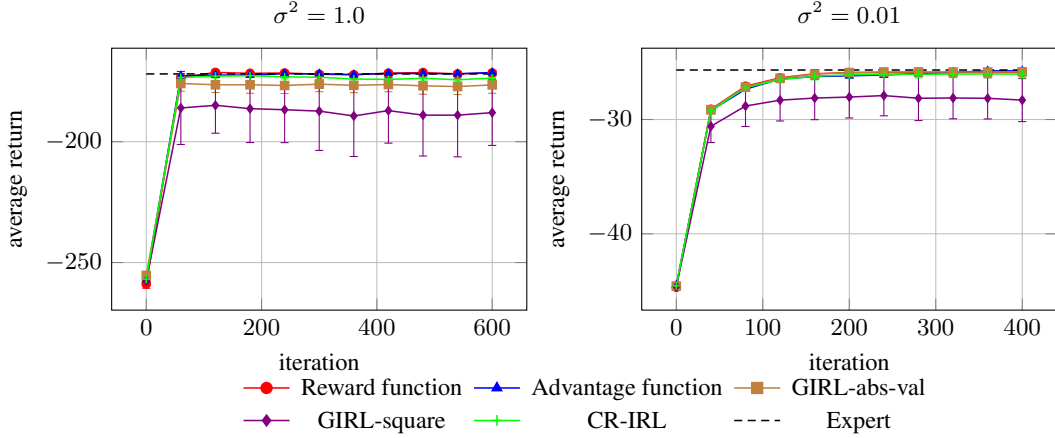 σ² = 1.0
σ² = 0.01
average return
−200
−250
0
200
400
600
iteration
average return
−30
−40
0
100
200
300
400
iteration
Reward function
Advantage function
GIRL-abs-val
GIRL-square
CR-IRL
Expert